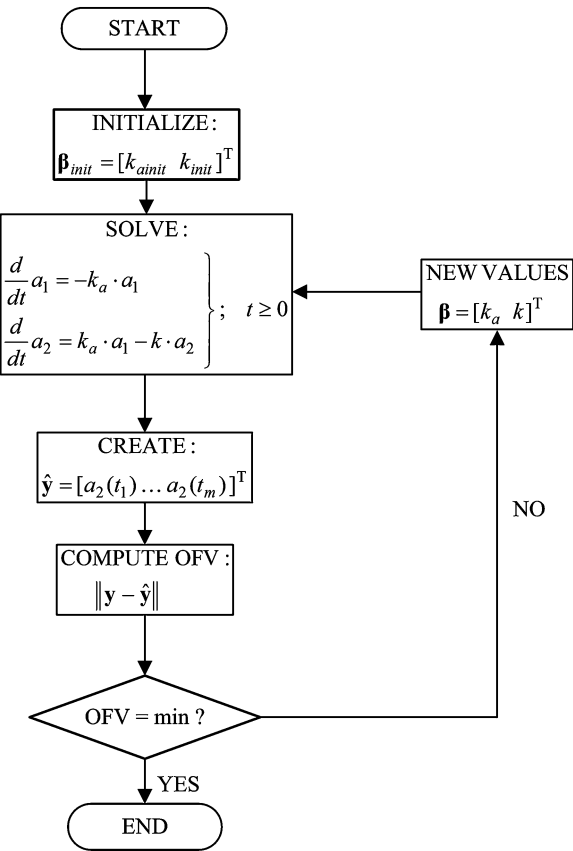 START
INITIALIZE:
β_init = [k_ainit k_init]^T
SOLVE:
d/dt a_1 = −k_a · a_1
d/dt a_2 = k_a · a_1 − k · a_2
; t ≥ 0
NEW VALUES
β = [k_a k]^T
CREATE:
ŷ = [a_2(t_1) … a_2(t_m)]^T
COMPUTE OFV:
‖y − ŷ‖
NO
OFV = min ?
YES
END